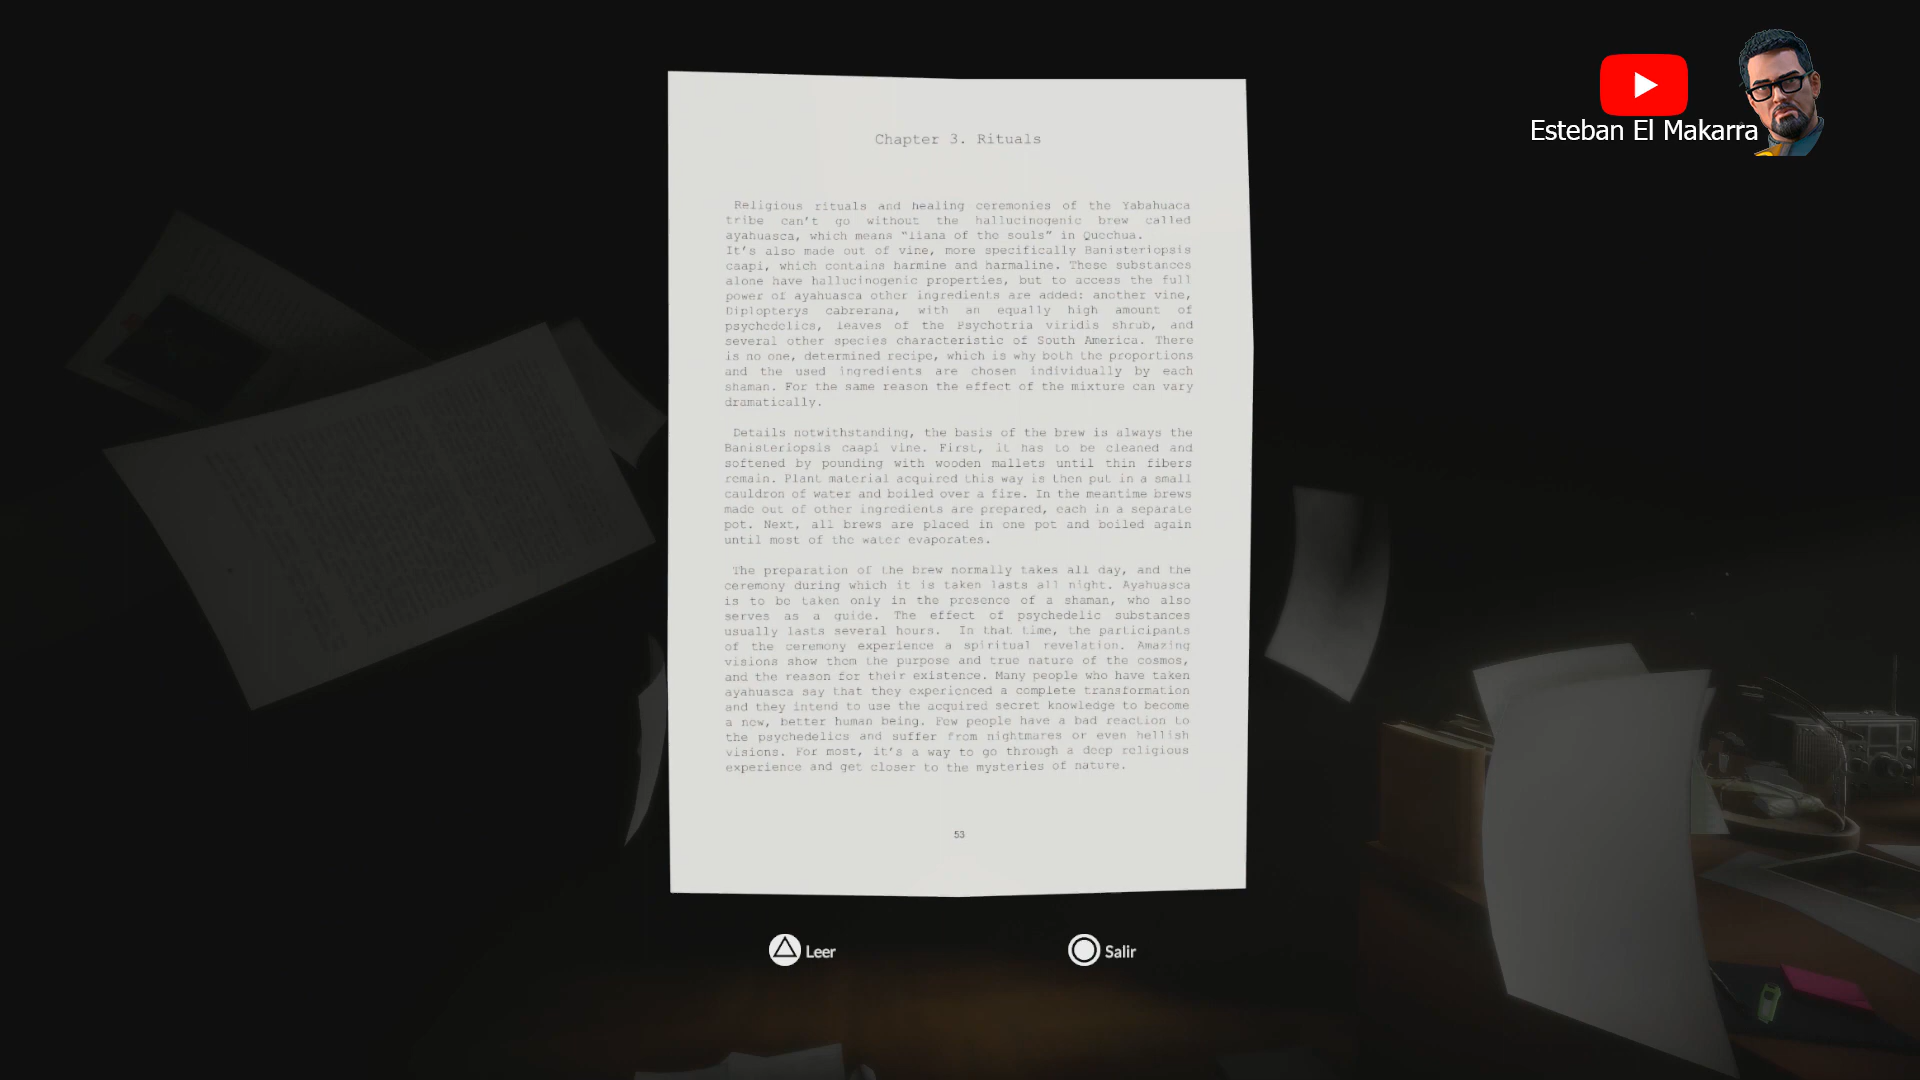 Esteban El Makarra
Chapter 3. Rituals
Religious rituals and healing ceremonies of the Yabahuaca
tribe can't go without the hallucinogenic brew called
ayahuasca, which means "liana of the souls" in Quechua.
It's also made out of vine, more specifically Banisteriopsis
caapi, which contains harmine and harmaline. These substances
alone have hallucinogenic properties, but to access the full
power of ayahuasca other ingredients are added: another vine,
Diplopterys cabrerana, with an equally high amount of
psychedelics, leaves of the Psychotria viridis shrub, and
several other species characteristic of South America. There
is no one, determined recipe, which is why both the proportions
and the used ingredients are chosen individually by each
shaman. For the same reason the effect of the mixture can vary
dramatically.
Details notwithstanding, the basis of the brew is always the
Banisteriopsis caapi vine. First, it has to be cleaned and
softened by pounding with wooden mallets until thin fibers
remain. Plant material acquired this way is then put in a small
cauldron of water and boiled over a fire. In the meantime brews
made out of other ingredients are prepared, each in a separate
pot. Next, all brews are placed in one pot and boiled again
until most of the water evaporates.
The preparation of the brew normally takes all day, and the
ceremony during which it is taken lasts all night. Ayahuasca
is to be taken only in the presence of a shaman, who also
serves as a guide. The effect of psychedelic substances
usually lasts several hours. In that time, the participants
of the ceremony experience a spiritual revelation. Amazing
visions show them the purpose and true nature of the cosmos,
and the reason for their existence. Many people who have taken
ayahuasca say that they experienced a complete transformation
and they intend to use the acquired secret knowledge to become
a new, better human being. Few people have a bad reaction to
the psychedelics and suffer from nightmares or even hellish
visions. For most, it's a way to go through a deep religious
experience and get closer to the mysteries of nature.
53
Leer
Salir